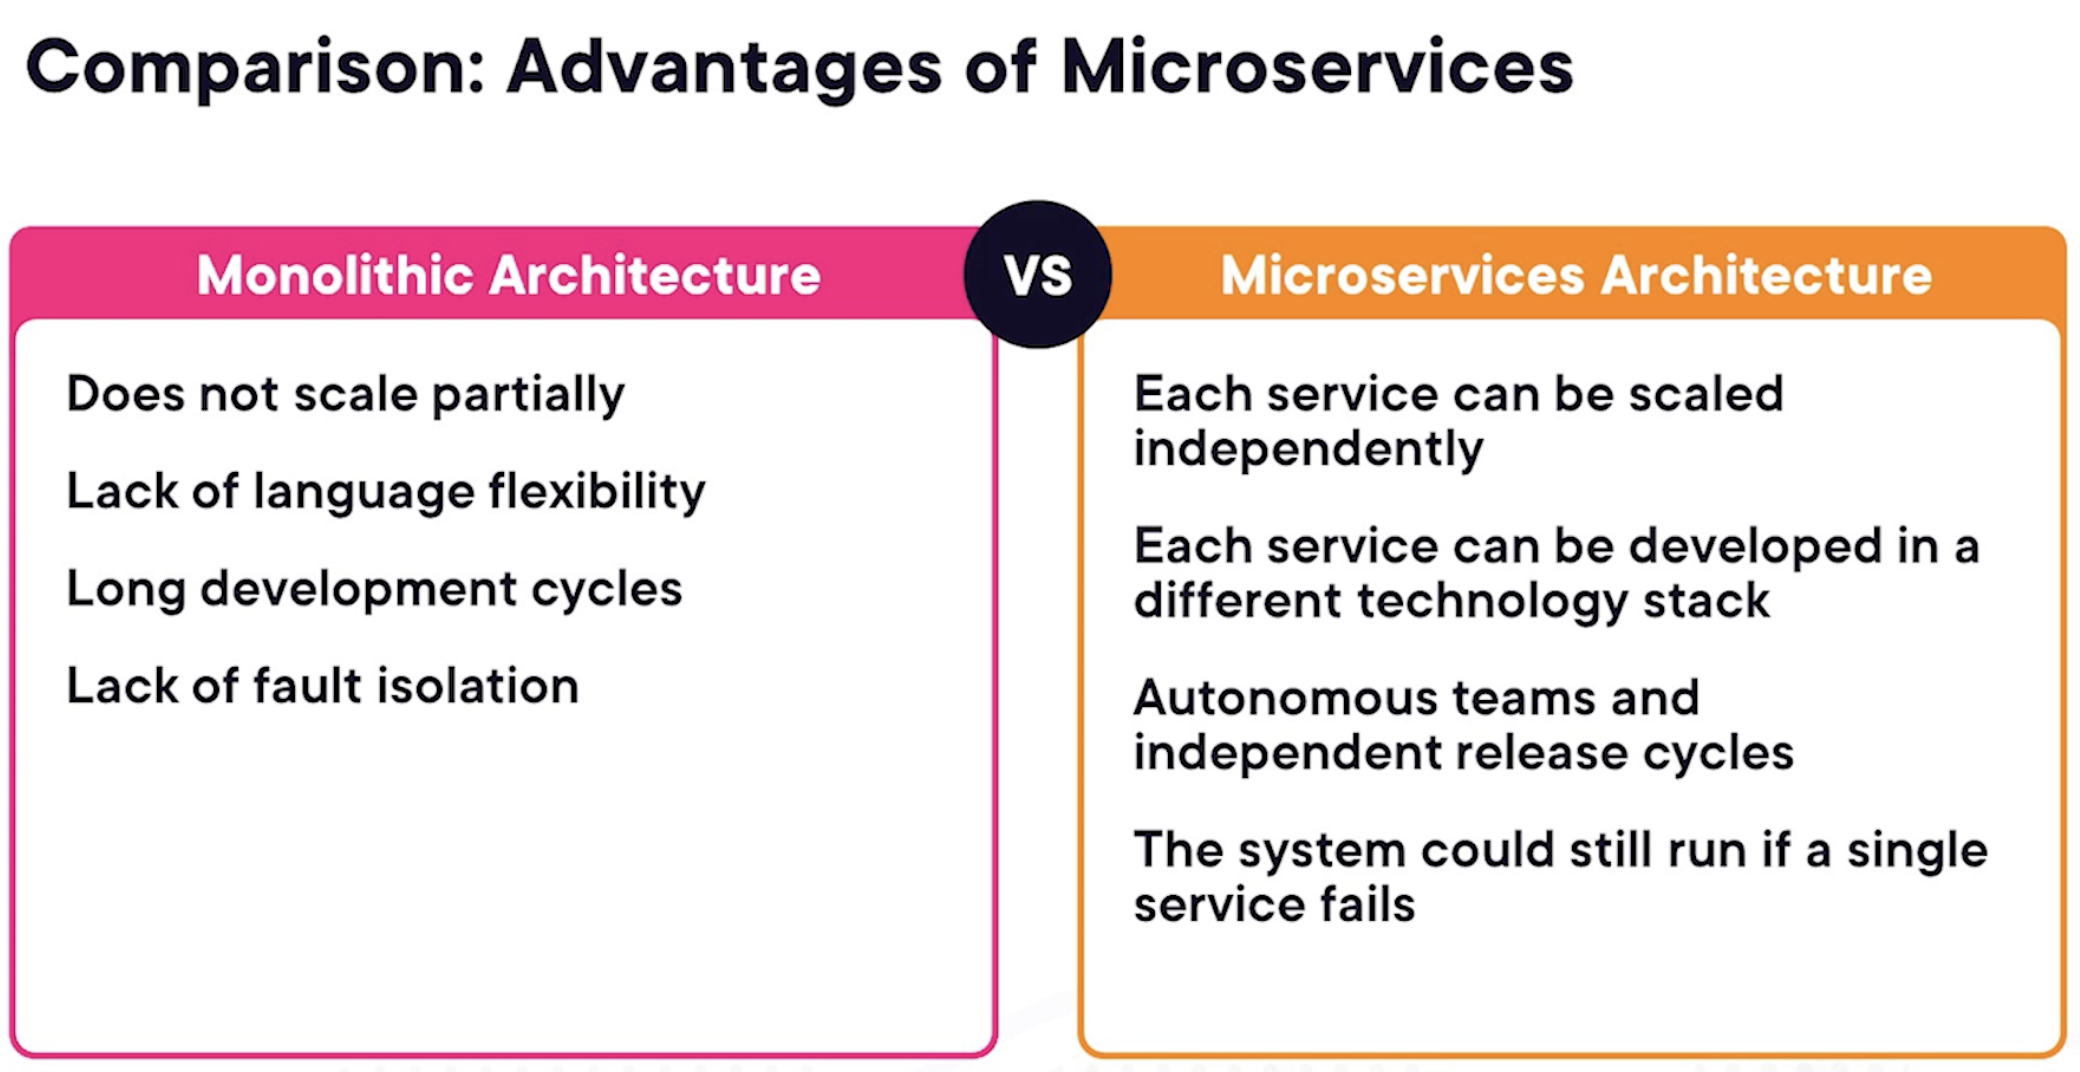 Comparison: Advantages of Microservices
Monolithic Architecture
VS
Microservices Architecture
Does not scale partially
Lack of language flexibility
Long development cycles
Lack of fault isolation
Each service can be scaled
independently
Each service can be developed in a
different technology stack
Autonomous teams and
independent release cycles
The system could still run if a single
service fails